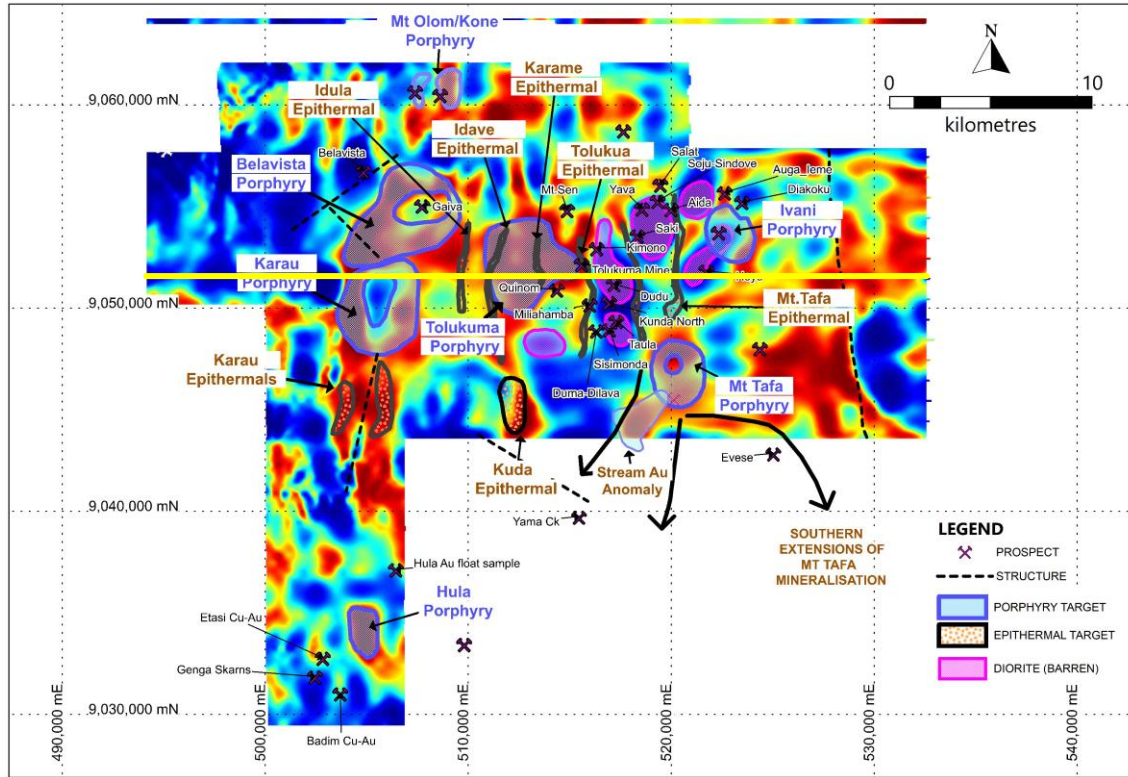 Mt Olom/Kone
Porphyry
N
Karame
Epithermal
0
10
kilometres
9,060,000 mN
Idula
Epithermal
Idave
Epithermal
Tolukua
Epithermal
Salat
Soju-Sindove
Auga_Ieme
Belavista
Belavista
Porphyry
Mt.Sen
Yava
Aida
Diakoku
Gaiva
Ivani
Porphyry
Saki
Kimono
Karau
Porphyry
Tolukuma Mine
Quinom
Dudu
Mt.Tafa
Epithermal
9,050,000 mN
Miliahamba
Kunda North
Tolukuma
Porphyry
Taula
Sisimonda
Karau
Epithermals
Duma-Dilava
Mt Tafa
Porphyry
Kuda
Epithermal
Stream Au
Anomaly
Evese
9,040,000 mN
Yama Ck
SOUTHERN
EXTENSIONS OF
MT TAFA
MINERALISATION
LEGEND
PROSPECT
STRUCTURE
PORPHYRY TARGET
EPITHERMAL TARGET
DIORITE (BARREN)
Hula Au float sample
Hula
Porphyry
Etasi Cu-Au
Genga Skarns
Badim Cu-Au
9,030,000 mN
490,000 mE
500,000 mE
510,000 mE
520,000 mE
530,000 mE
540,000 mE